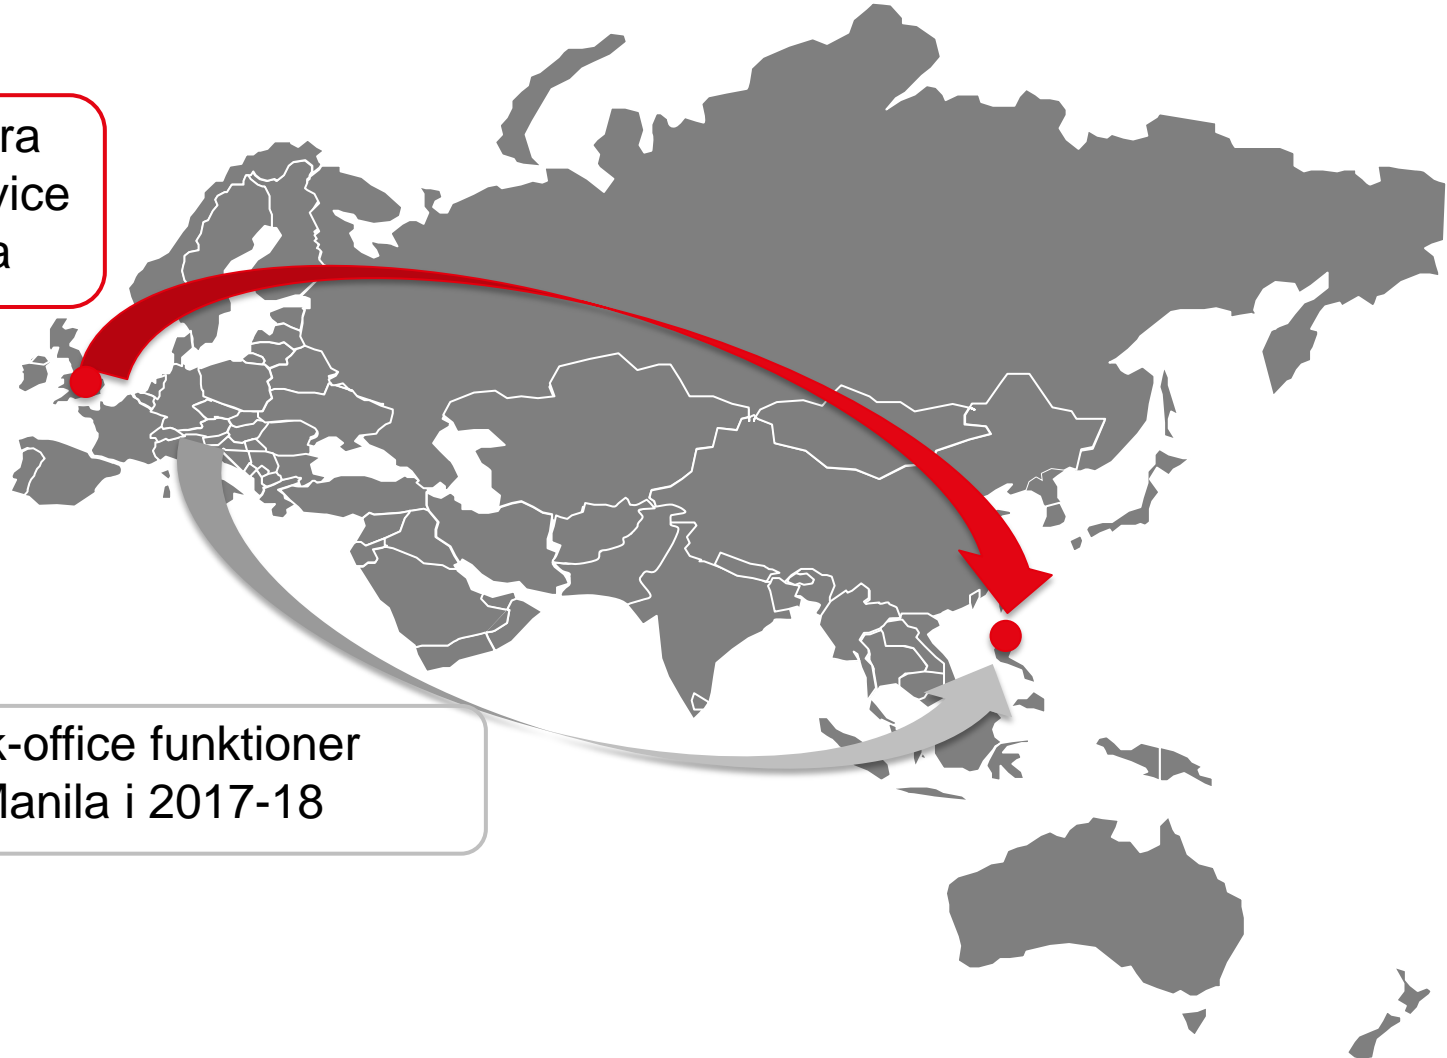 ra
vice
a
k-office funktioner
Manila i 2017-18